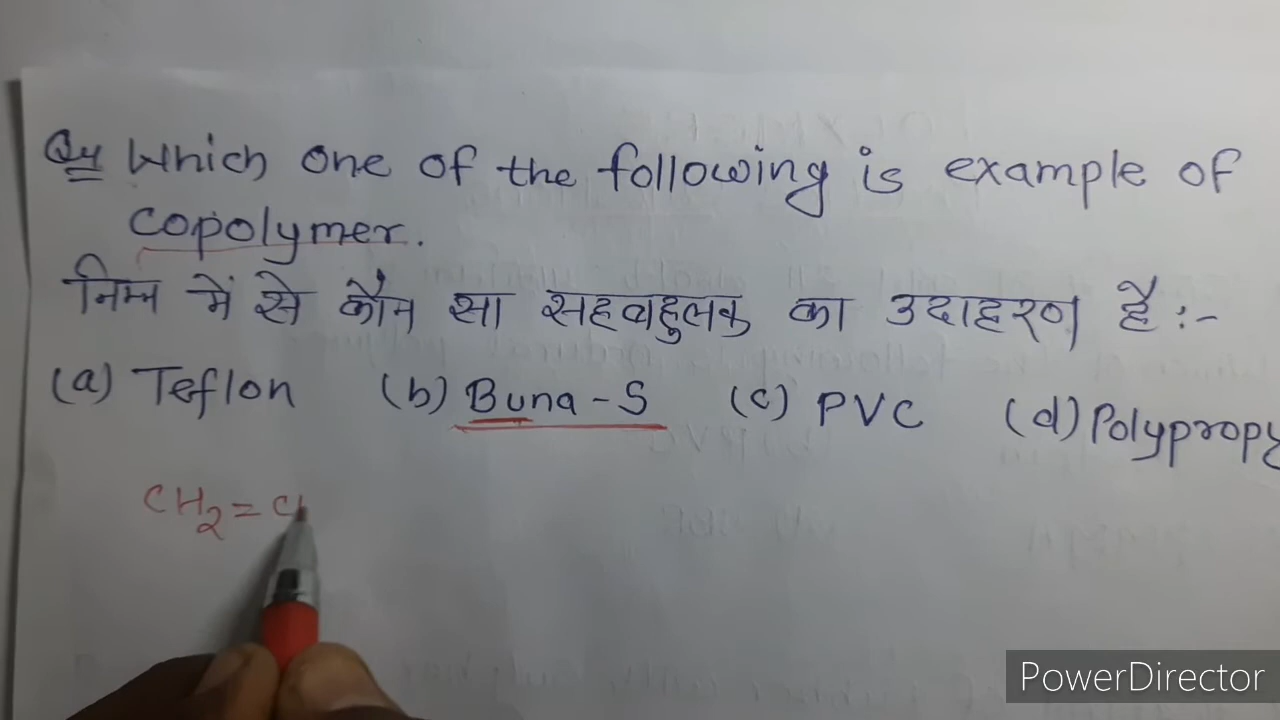 Q4 Which one of the following is example of
copolymer.
निम्न में से कौन सा सहबहुलक का उदाहरण है :-
(a) Teflon (b) Buna-S (c) PVC (d) Polypropy
CH2=C
PowerDirector